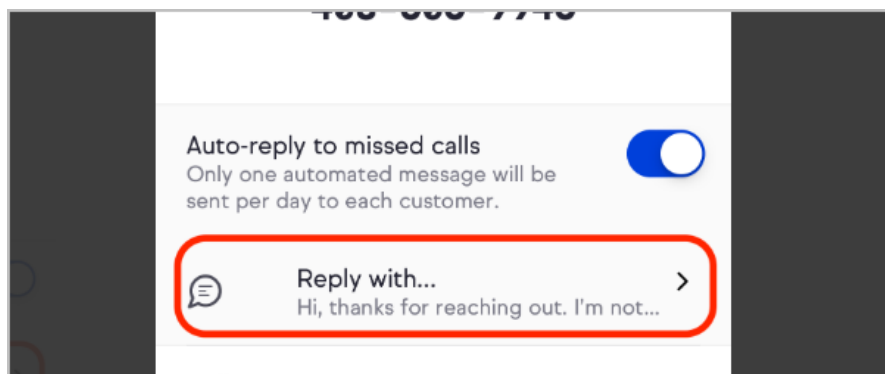 Auto-reply to missed calls
Only one automated message will be
sent per day to each customer.
Reply with...
Hi, thanks for reaching out. I'm not...